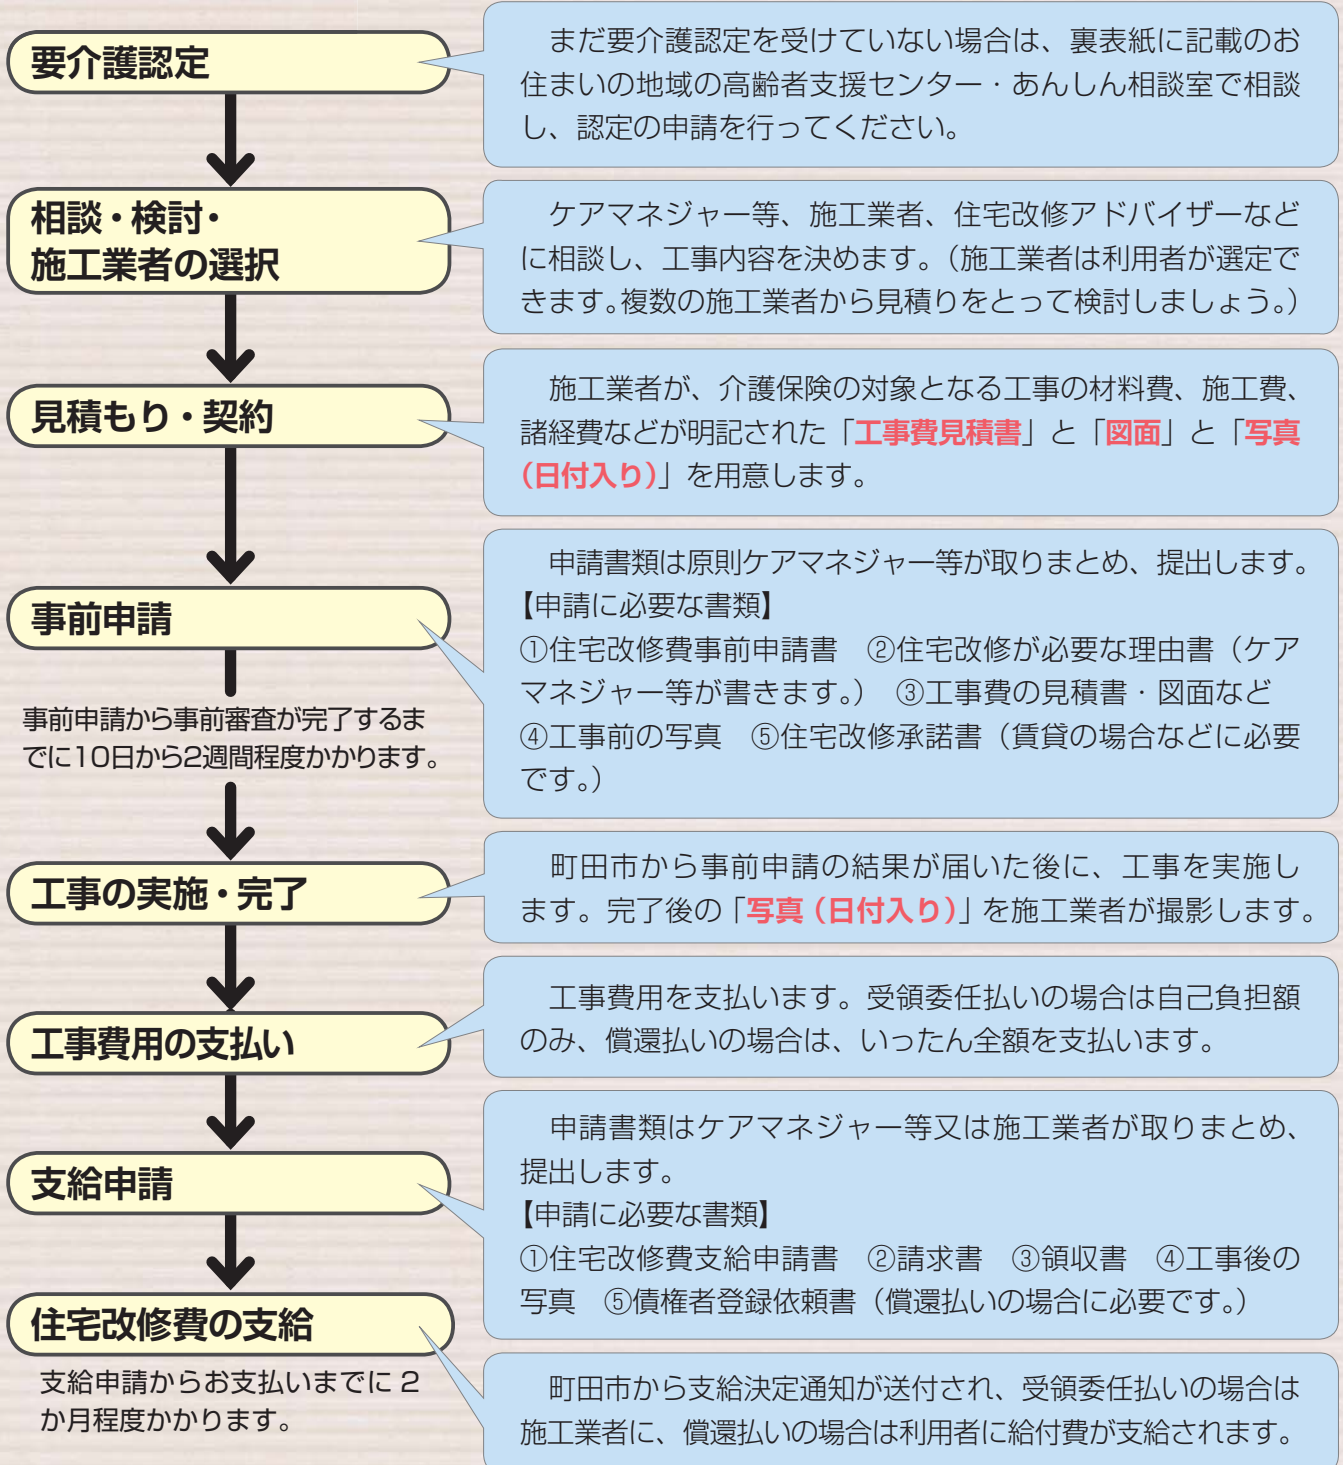 要介護認定
まだ要介護認定を受けていない場合は、裏表紙に記載のお
住まいの地域の高齢者支援センター・あんしん相談室で相談
し、認定の申請を行ってください。
相談・検討・
施工業者の選択
ケアマネジャー等、施工業者、住宅改修アドバイザーなど
に相談し、工事内容を決めます。（施工業者は利用者が選定で
きます。複数の施工業者から見積りをとって検討しましょう。）
見積もり・契約
施工業者が、介護保険の対象となる工事の材料費、施工費、
諸経費などが明記された「工事費見積書」と「図面」と「写真
（日付入り）」を用意します。
事前申請
申請書類は原則ケアマネジャー等が取りまとめ、提出します。
【申請に必要な書類】
①住宅改修費事前申請書　②住宅改修が必要な理由書（ケア
マネジャー等が書きます。）　③工事費の見積書・図面など
④工事前の写真　⑤住宅改修承諾書（賃貸の場合などに必要
です。）
事前申請から事前審査が完了するま
でに10日から2週間程度かかります。
工事の実施・完了
町田市から事前申請の結果が届いた後に、工事を実施し
ます。完了後の「写真（日付入り）」を施工業者が撮影します。
工事費用の支払い
工事費用を支払います。受領委任払いの場合は自己負担額
のみ、償還払いの場合は、いったん全額を支払います。
支給申請
申請書類はケアマネジャー等又は施工業者が取りまとめ、
提出します。
【申請に必要な書類】
①住宅改修費支給申請書　②請求書　③領収書　④工事後の
写真　⑤債権者登録依頼書（償還払いの場合に必要です。）
住宅改修費の支給
支給申請からお支払いまでに 2
か月程度かかります。
町田市から支給決定通知が送付され、受領委任払いの場合は
施工業者に、償還払いの場合は利用者に給付費が支給されます。